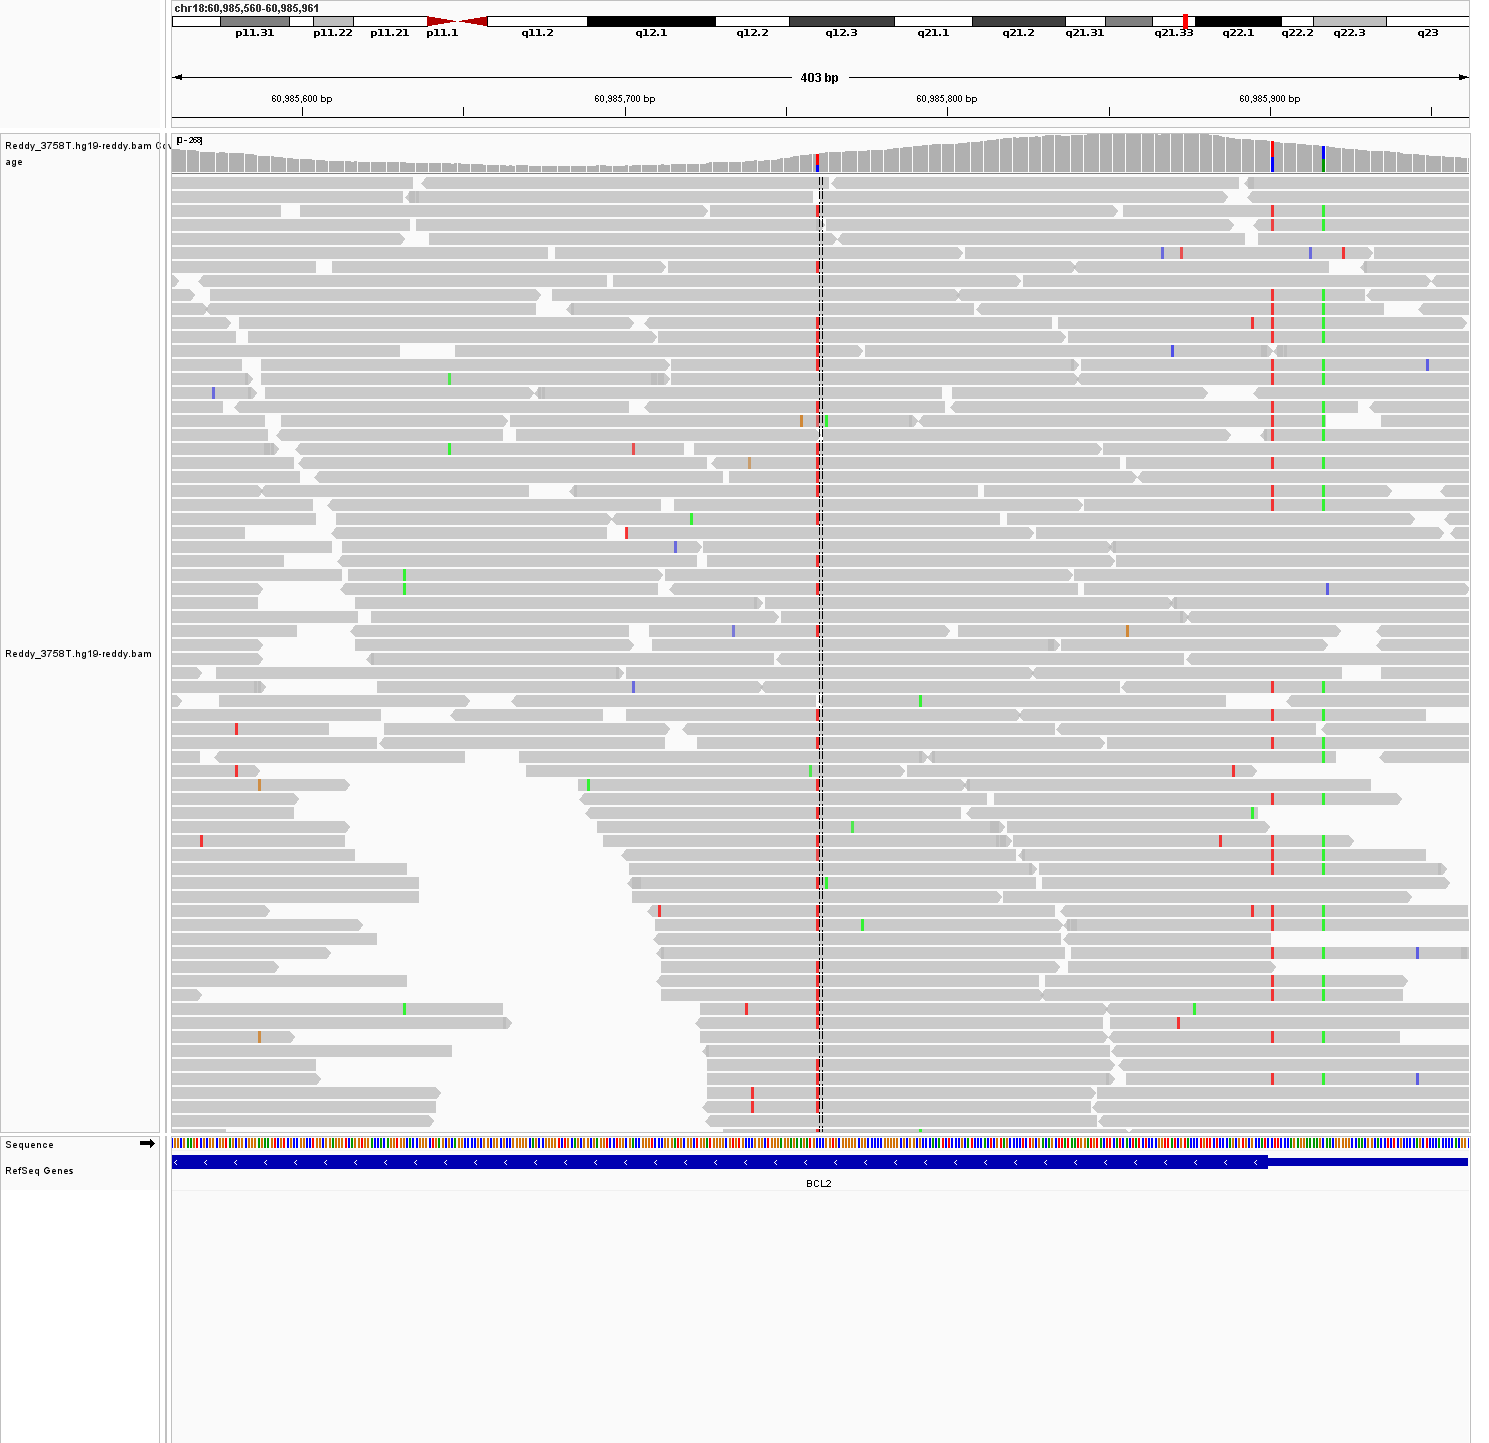 chr18:60,985,560-60,985,961
p11.31 p11.22 p11.21 p11.1 q11.2 q12.1 q12.2 q12.3 q21.1 q21.2 q21.31 q21.33 q22.1 q22.2 q22.3 q23
403 bp
60,985,600 bp 60,985,700 bp 60,985,800 bp 60,985,900 bp
Reddy_3758T.hg19-reddy.bam Cov
age
[0 - 268]
Reddy_3758T.hg19-reddy.bam
Sequence
RefSeq Genes
BCL2